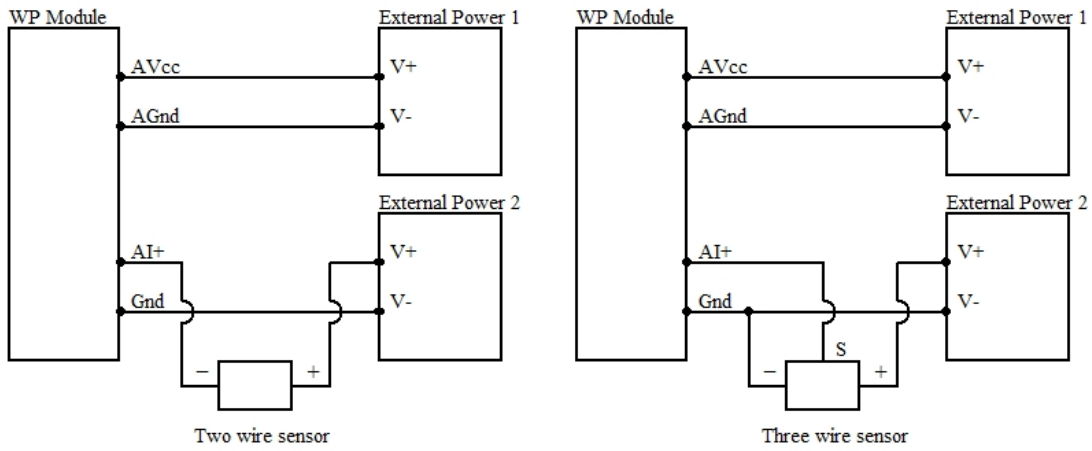 WP Module
External Power 1
AVcc
V+
AGnd
V-
External Power 2
AI+
V+
Gnd
V-
−
+
Two wire sensor
WP Module
External Power 1
AVcc
V+
AGnd
V-
External Power 2
AI+
V+
Gnd
V-
S
−
+
Three wire sensor